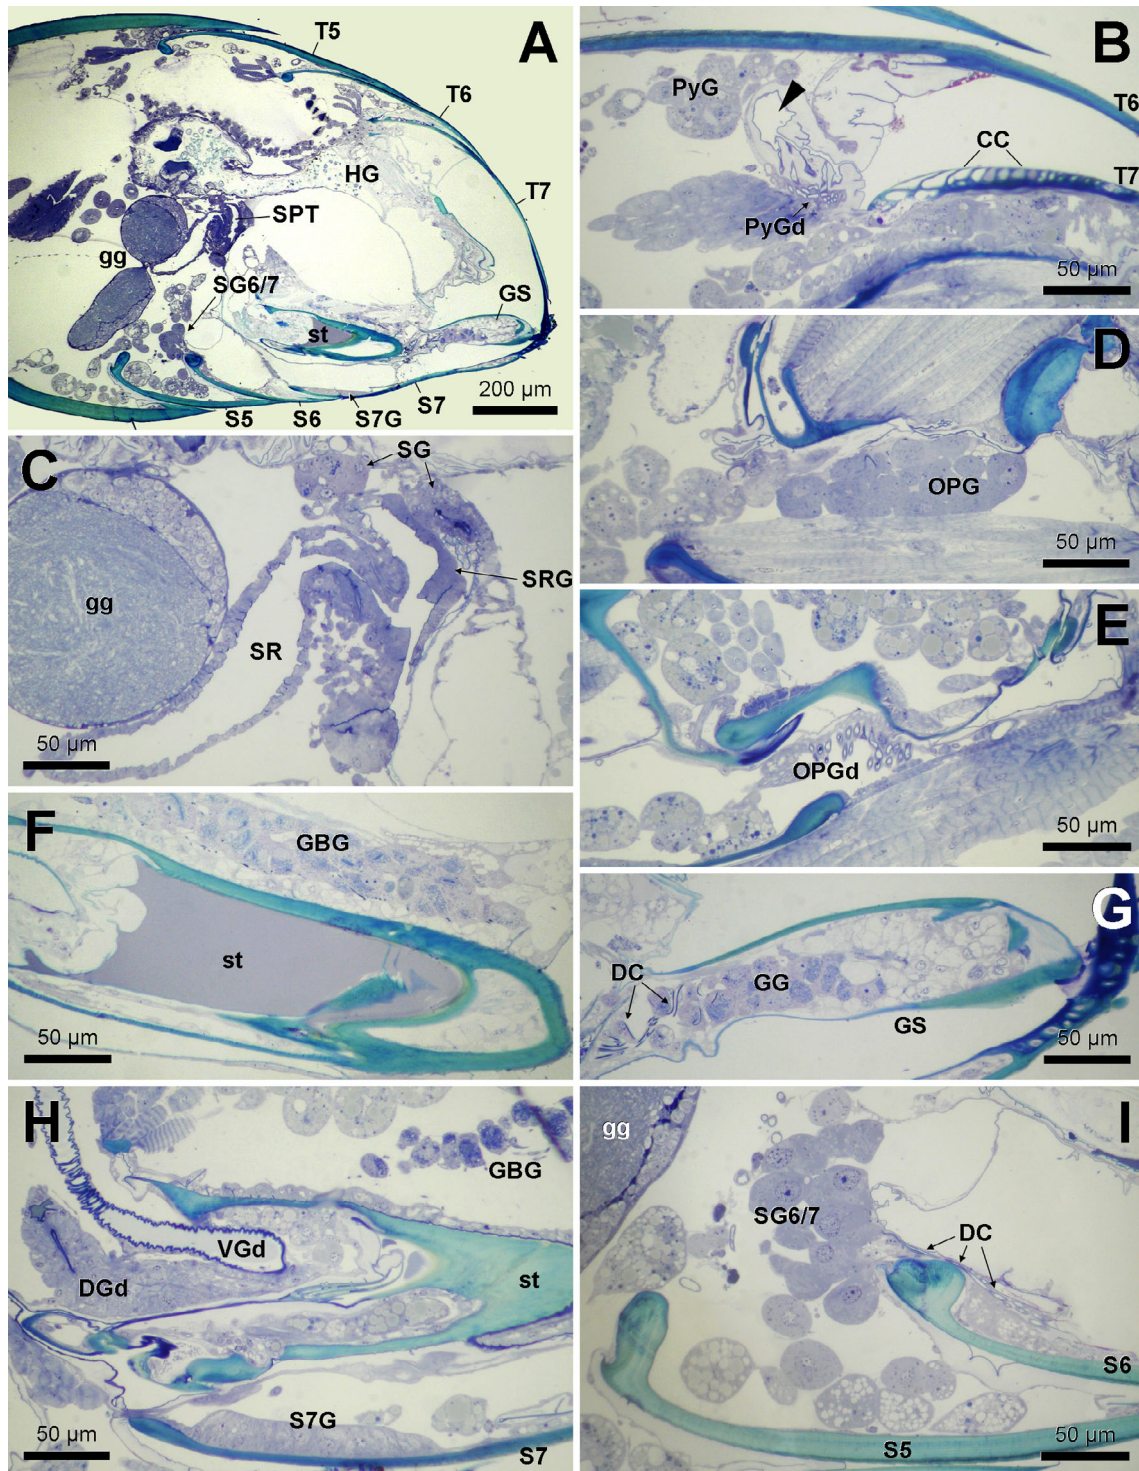 A
T5
T6
HG
T7
SPT
gg
SG6/7
GS
st
S5
S6
S7G
S7
200 µm
B
PyG
T6
CC
T7
PyGd
50 µm
C
SG
gg
SRG
SR
50 µm
D
OPG
50 µm
E
OPGd
50 µm
F
GBG
st
50 µm
G
DC
GG
GS
50 µm
H
GBG
VGd
DGd
st
S7G
50 µm
S7
I
gg
SG6/7
DC
S6
S5
50 µm